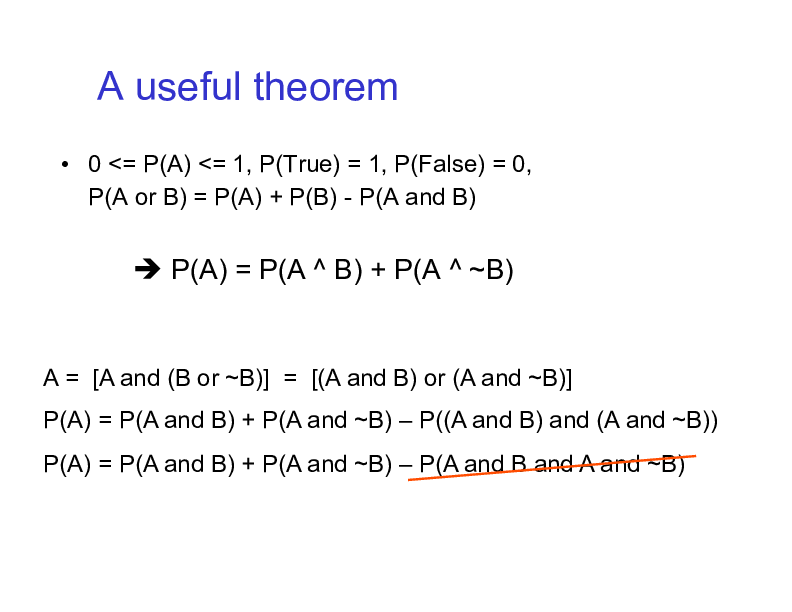 A useful theorem
• 0 <= P(A) <= 1, P(True) = 1, P(False) = 0,
P(A or B) = P(A) + P(B) - P(A and B)
➔ P(A) = P(A ^ B) + P(A ^ ~B)
A = [A and (B or ~B)] = [(A and B) or (A and ~B)]
P(A) = P(A and B) + P(A and ~B) – P((A and B) and (A and ~B))
P(A) = P(A and B) + P(A and ~B) – P(A and B and A and ~B)